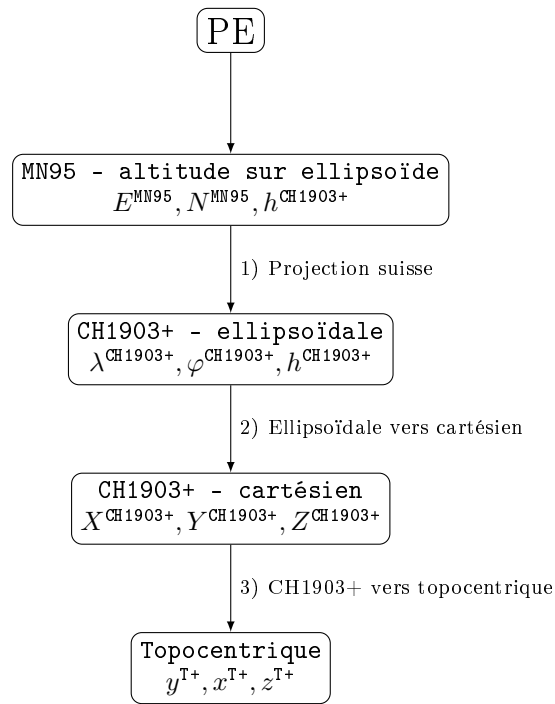 PE
MN95 - altitude sur ellipsoïde
E^MN95, N^MN95, h^CH1903+
1) Projection suisse
CH1903+ - ellipsoïdale
λ^CH1903+, φ^CH1903+, h^CH1903+
2) Ellipsoïdale vers cartésien
CH1903+ - cartésien
X^CH1903+, Y^CH1903+, Z^CH1903+
3) CH1903+ vers topocentrique
Topocentrique
y^T+, x^T+, z^T+